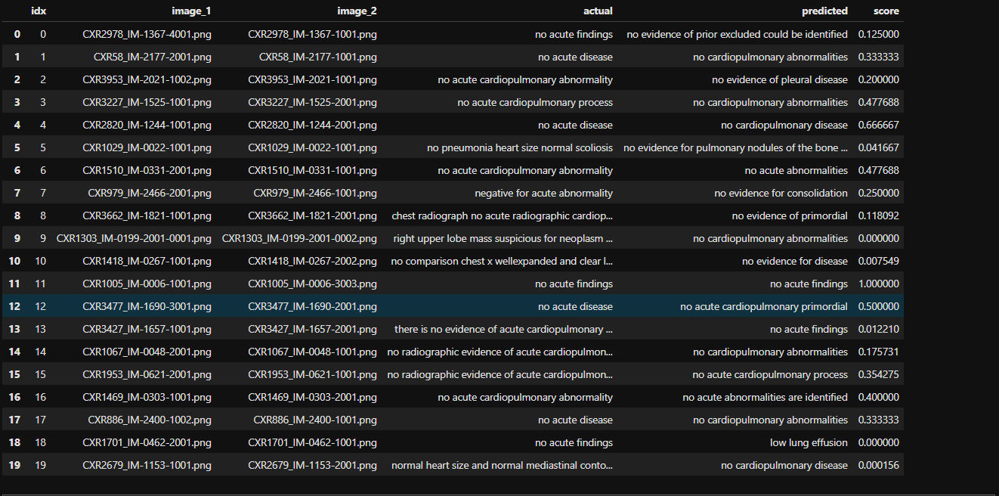 idx image_1 image_2 actual predicted score
0 0 CXR2978_IM-1367-4001.png CXR2978_IM-1367-1001.png no acute findings no evidence of prior excluded could be identified 0.125000
1 1 CXR58_IM-2177-2001.png CXR58_IM-2177-1001.png no acute disease no cardiopulmonary abnormalities 0.333333
2 2 CXR3953_IM-2021-1002.png CXR3953_IM-2021-1001.png no acute cardiopulmonary abnormality no evidence of pleural disease 0.200000
3 3 CXR3227_IM-1525-1001.png CXR3227_IM-1525-2001.png no acute cardiopulmonary process no cardiopulmonary abnormalities 0.477688
4 4 CXR2820_IM-1244-1001.png CXR2820_IM-1244-2001.png no acute disease no cardiopulmonary disease 0.666667
5 5 CXR1029_IM-0022-1001.png CXR1029_IM-0022-1001.png no pneumonia heart size normal scoliosis no evidence for pulmonary nodules of the bone ... 0.041667
6 6 CXR1510_IM-0331-2001.png CXR1510_IM-0331-1001.png no acute cardiopulmonary abnormality no acute abnormalities 0.477688
7 7 CXR979_IM-2466-2001.png CXR979_IM-2466-1001.png negative for acute abnormality no evidence for consolidation 0.250000
8 8 CXR3662_IM-1821-1001.png CXR3662_IM-1821-2001.png chest radiograph no acute radiographic cardiop... no evidence of primordial 0.118092
9 9 CXR1303_IM-0199-2001-0001.png CXR1303_IM-0199-2001-0002.png right upper lobe mass suspicious for neoplasm ... no cardiopulmonary abnormalities 0.000000
10 10 CXR1418_IM-0267-1001.png CXR1418_IM-0267-2002.png no comparison chest x wellexpanded and clear l... no evidence for disease 0.007549
11 11 CXR1005_IM-0006-1001.png CXR1005_IM-0006-3003.png no acute findings no acute findings 1.000000
12 12 CXR3477_IM-1690-3001.png CXR3477_IM-1690-2001.png no acute disease no acute cardiopulmonary primordial 0.500000
13 13 CXR3427_IM-1657-1001.png CXR3427_IM-1657-2001.png there is no evidence of acute cardiopulmonary ... no acute findings 0.012210
14 14 CXR1067_IM-0048-2001.png CXR1067_IM-0048-1001.png no radiographic evidence of acute cardiopulmon... no cardiopulmonary abnormalities 0.175731
15 15 CXR1953_IM-0621-2001.png CXR1953_IM-0621-1001.png no radiographic evidence of acute cardiopulmon... no acute cardiopulmonary process 0.354275
16 16 CXR1469_IM-0303-1001.png CXR1469_IM-0303-2001.png no acute cardiopulmonary abnormality no acute abnormalities are identified 0.400000
17 17 CXR886_IM-2400-1002.png CXR886_IM-2400-1001.png no acute disease no cardiopulmonary abnormalities 0.333333
18 18 CXR1701_IM-0462-2001.png CXR1701_IM-0462-1001.png no acute findings low lung effusion 0.000000
19 19 CXR2679_IM-1153-1001.png CXR2679_IM-1153-2001.png normal heart size and normal mediastinal conto... no cardiopulmonary disease 0.000156